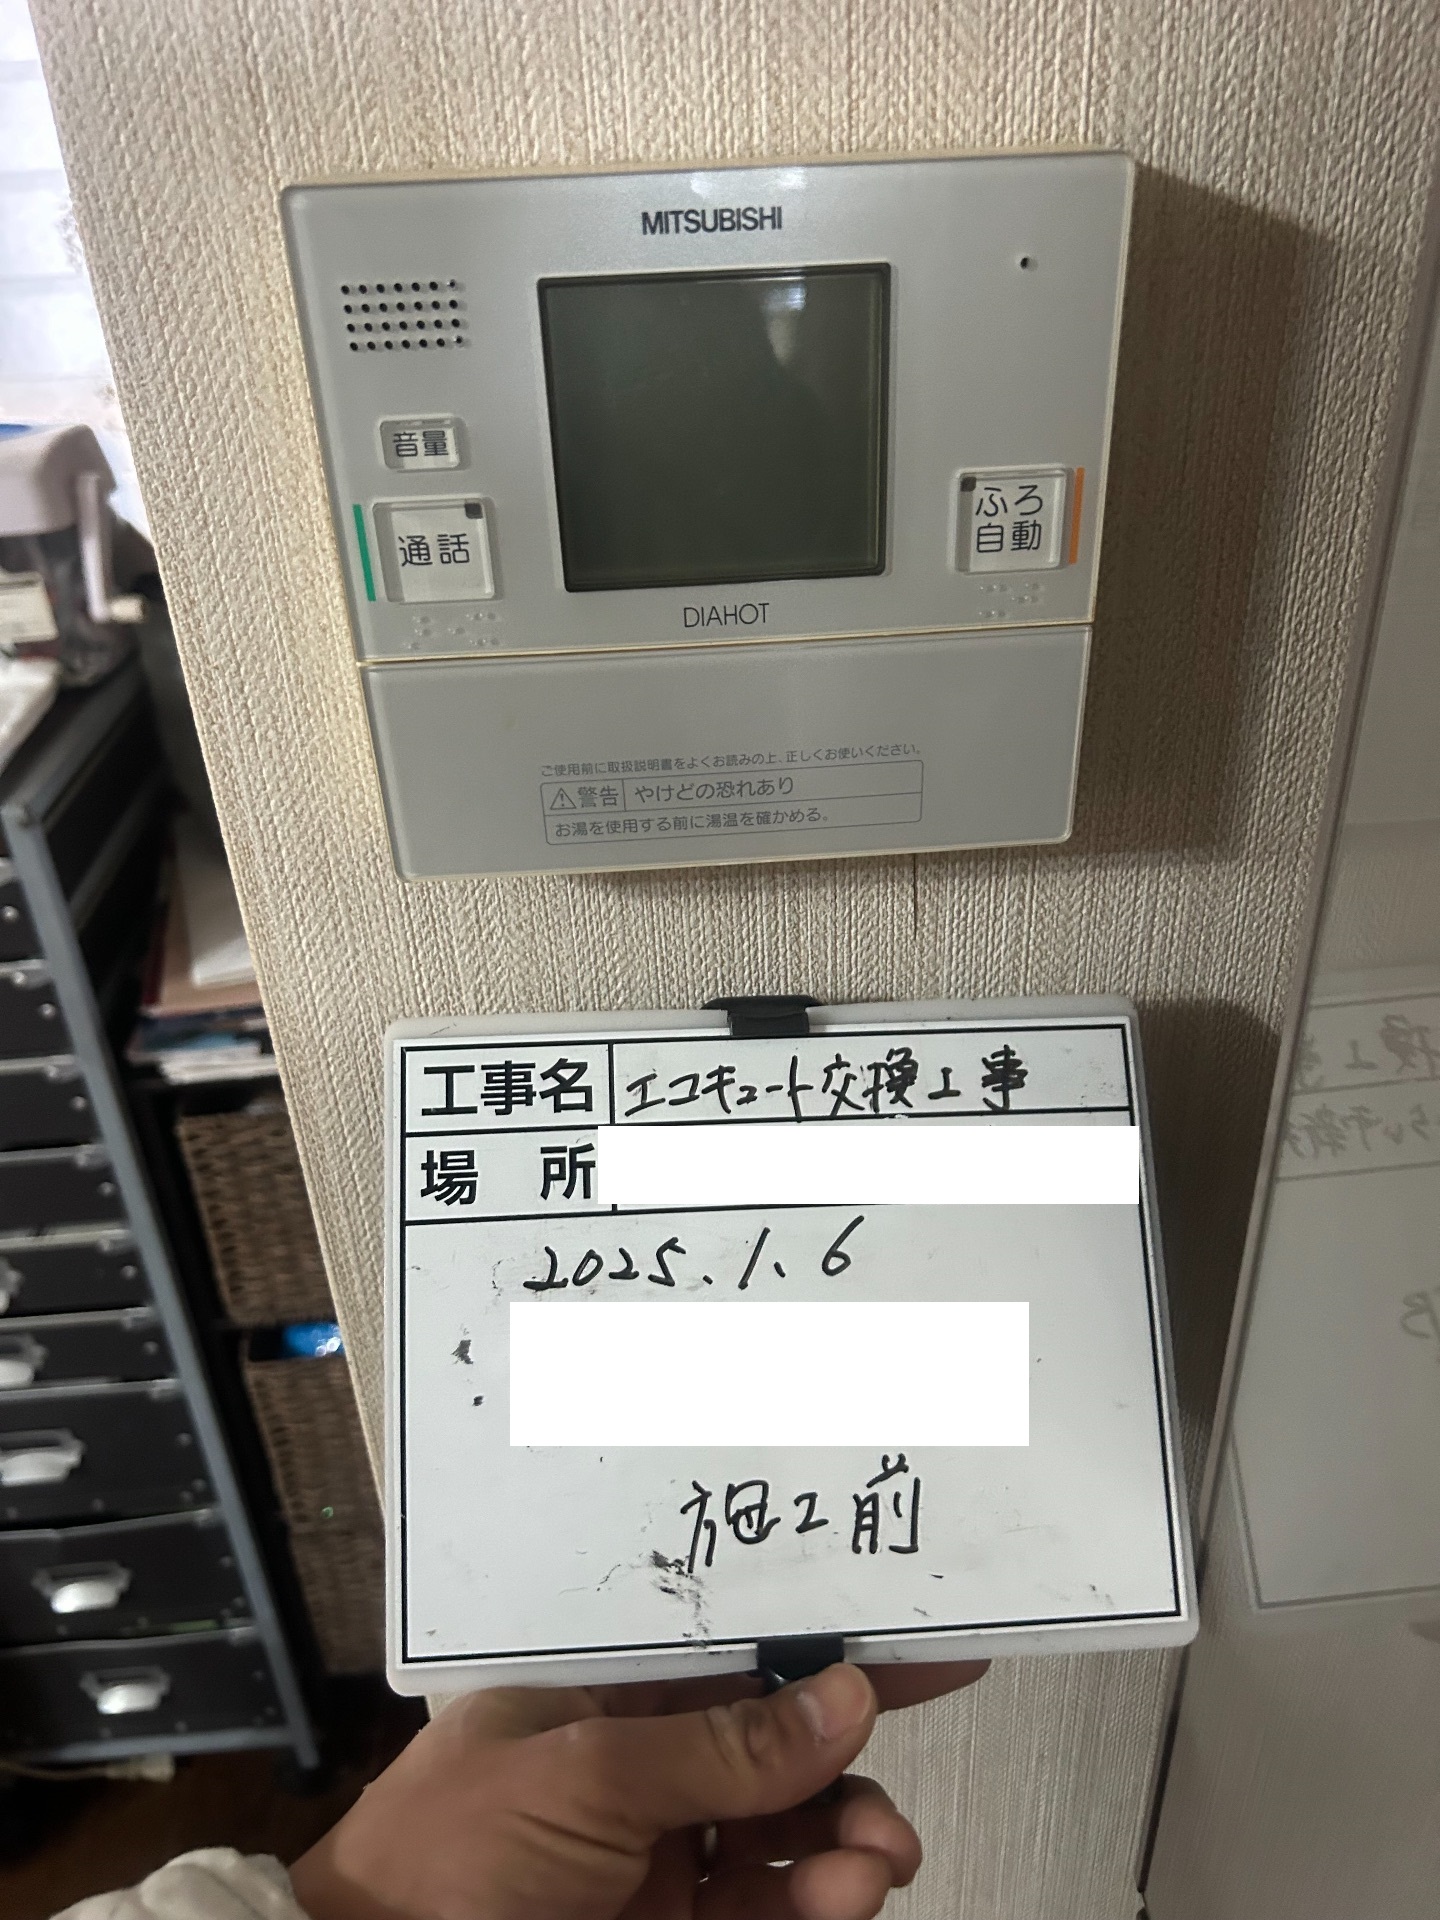 MITSUBISHI
音量
通話
ふろ
自動
DIAHOT
ご使用前に取扱説明書をよくお読みの上、正しくお使いください。
⚠警告 やけどの恐れあり
お湯を使用する前に湯温を確かめる。
工事名 エコキュート交換工事
場所
2025.1.6
施工前